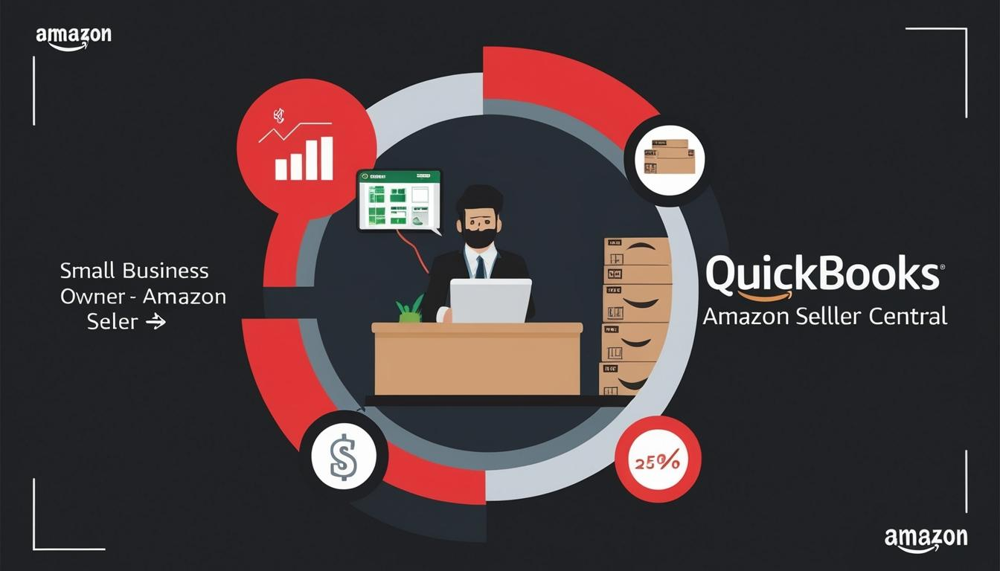 amazon
Small Business
Owner - Amazon
Seler →
QuickBooks®
Amazon Selller Central
$
25%
amazon